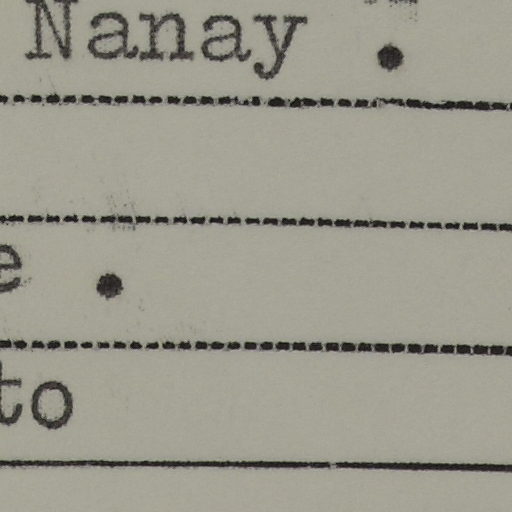 Nanay .
e .
to